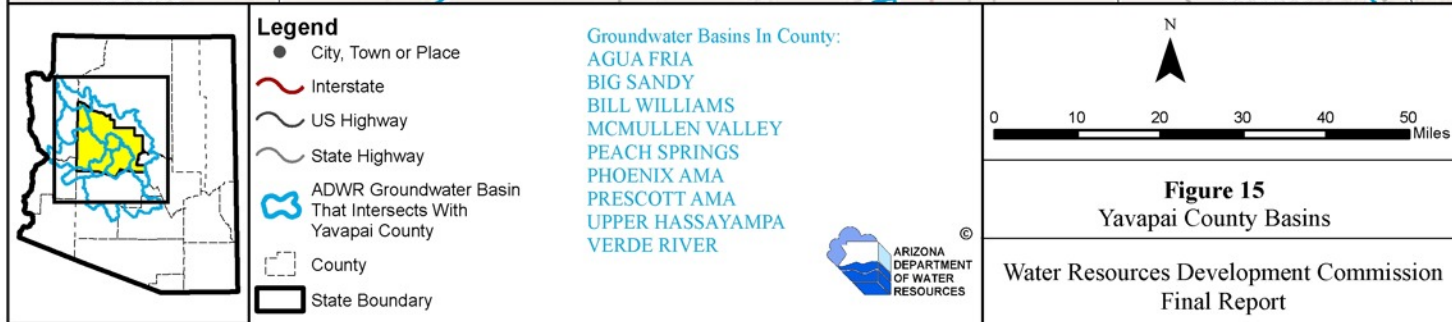 Legend
City, Town or Place
Interstate
US Highway
State Highway
ADWR Groundwater Basin
That Intersects With
Yavapai County
County
State Boundary
Groundwater Basins In County:
AGUA FRIA
BIG SANDY
BILL WILLIAMS
MCMULLEN VALLEY
PEACH SPRINGS
PHOENIX AMA
PRESCOTT AMA
UPPER HASSAYAMPA
VERDE RIVER
©
ARIZONA
DEPARTMENT
OF WATER
RESOURCES
N
0 10 20 30 40 50
Miles
Figure 15
Yavapai County Basins
Water Resources Development Commission
Final Report